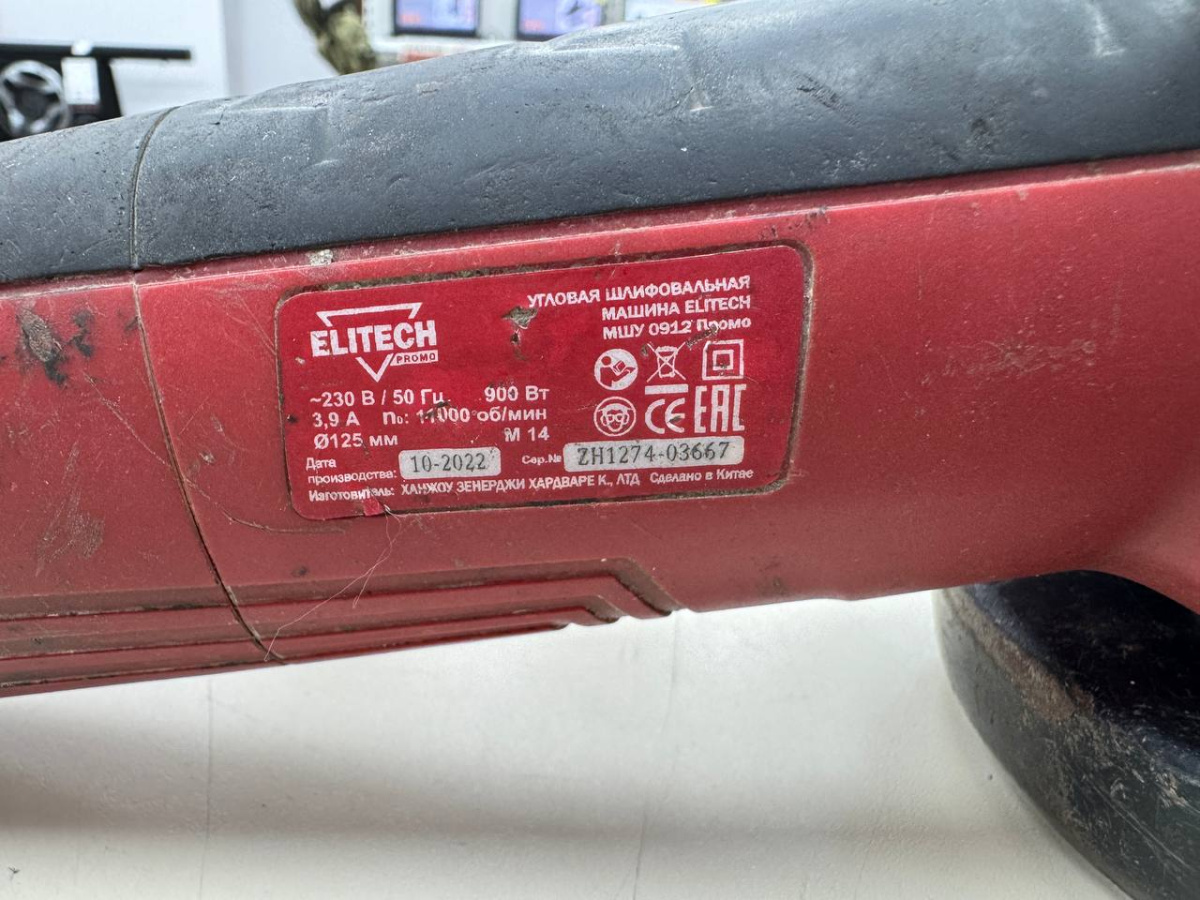 ELITECH
PROMO
УГЛОВАЯ ШЛИФОВАЛЬНАЯ
МАШИНА ELITECH
МШУ 0912 Промо
~230 В / 50 Гц 900 Вт
3,9 А n₀: 11000 об/мин
Ø125 мм М 14
CE EAC
Дата
производства: 10-2022 Сер.№ ZH1274-03667
Изготовитель: ХАНЖОУ ЗЕНЕРДЖИ ХАРДВАРЕ К., ЛТД Сделано в Китае